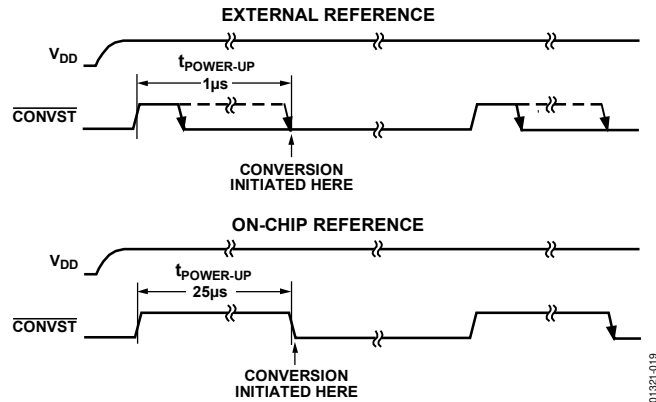 EXTERNAL REFERENCE
VDD
tPOWER-UP
1µs
CONVST
CONVERSION
INITIATED HERE
ON-CHIP REFERENCE
VDD
tPOWER-UP
25µs
CONVST
CONVERSION
INITIATED HERE
01321-019